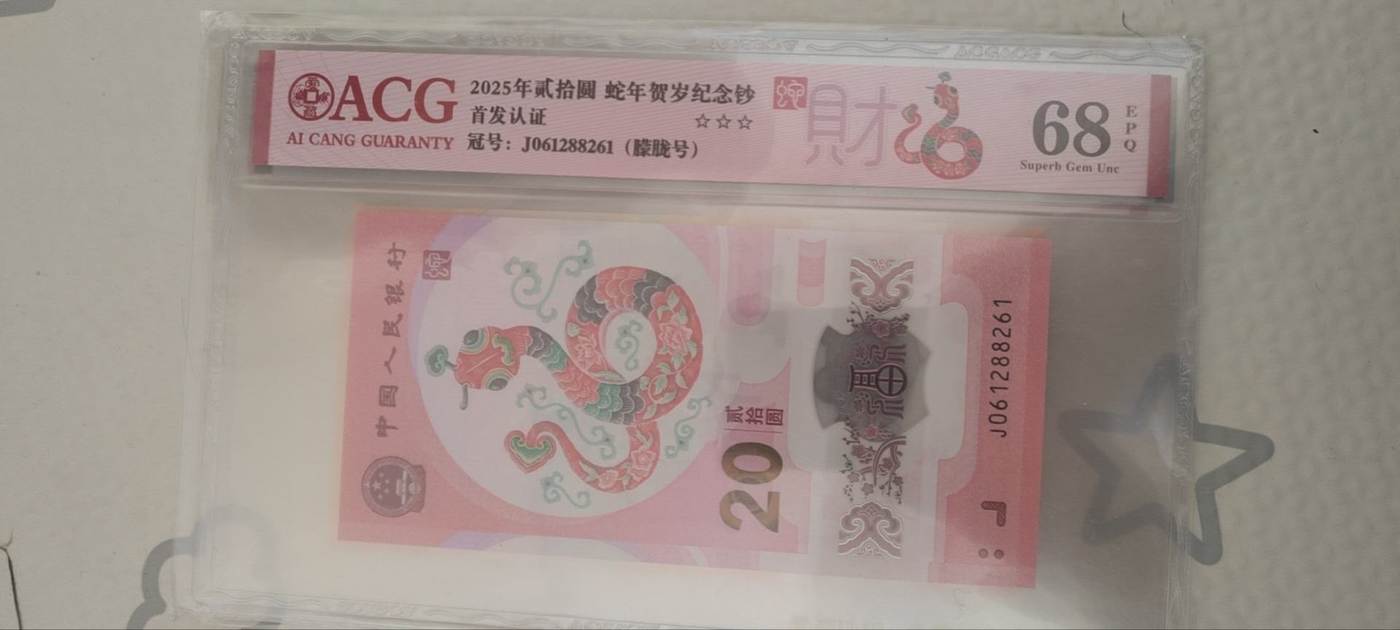 ACG
AI CANG GUARANTY
2025年贰拾圆 蛇年贺岁纪念钞
首发认证
☆☆☆
冠号：J061288261（朦胧号）
財
68
EPQ
Superb Gem Unc
中国人民银行
20
贰拾圆
福
J061288261